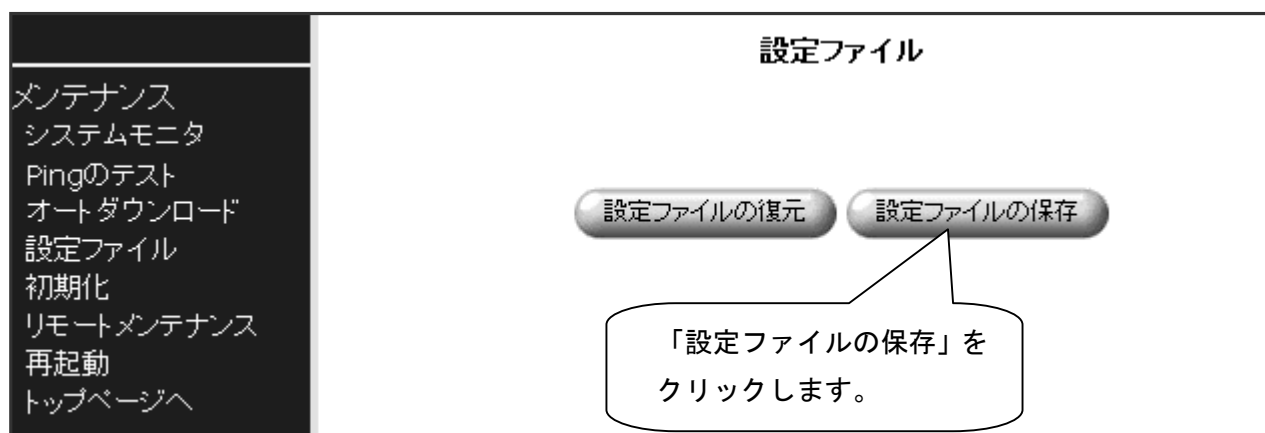 設定ファイル
メンテナンス
システムモニタ
Pingのテスト
オートダウンロード
設定ファイル
初期化
リモートメンテナンス
再起動
トップページへ
設定ファイルの復元
設定ファイルの保存
「設定ファイルの保存」を
クリックします。